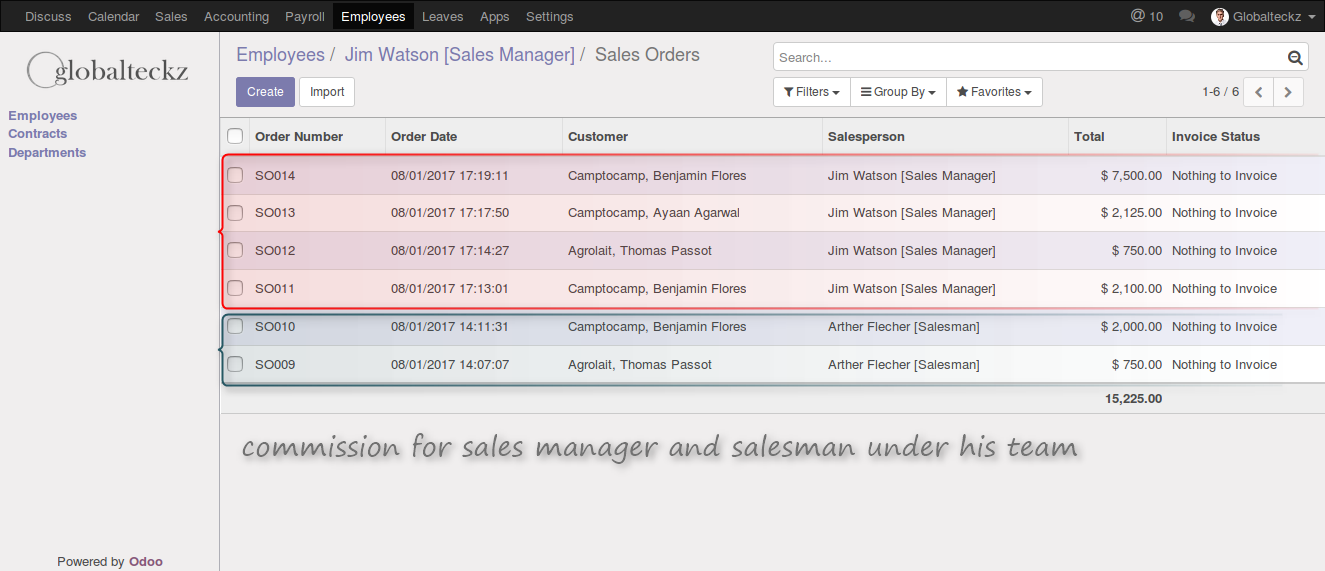 Discuss Calendar Sales Accounting Payroll Employees Leaves Apps Settings @ 10 Globalteckz
globalteckz
Employees
Contracts
Departments
Powered by Odoo
Employees / Jim Watson [Sales Manager] / Sales Orders
Search...
Create Import
Filters Group By Favorites 1-6 / 6
Order Number Order Date Customer Salesperson Total Invoice Status
SO014 08/01/2017 17:19:11 Camptocamp, Benjamin Flores Jim Watson [Sales Manager] $ 7,500.00 Nothing to Invoice
SO013 08/01/2017 17:17:50 Camptocamp, Ayaan Agarwal Jim Watson [Sales Manager] $ 2,125.00 Nothing to Invoice
SO012 08/01/2017 17:14:27 Agrolait, Thomas Passot Jim Watson [Sales Manager] $ 750.00 Nothing to Invoice
SO011 08/01/2017 17:13:01 Camptocamp, Benjamin Flores Jim Watson [Sales Manager] $ 2,100.00 Nothing to Invoice
SO010 08/01/2017 14:11:31 Camptocamp, Benjamin Flores Arther Flecher [Salesman] $ 2,000.00 Nothing to Invoice
SO009 08/01/2017 14:07:07 Agrolait, Thomas Passot Arther Flecher [Salesman] $ 750.00 Nothing to Invoice
15,225.00
commission for sales manager and salesman under his team